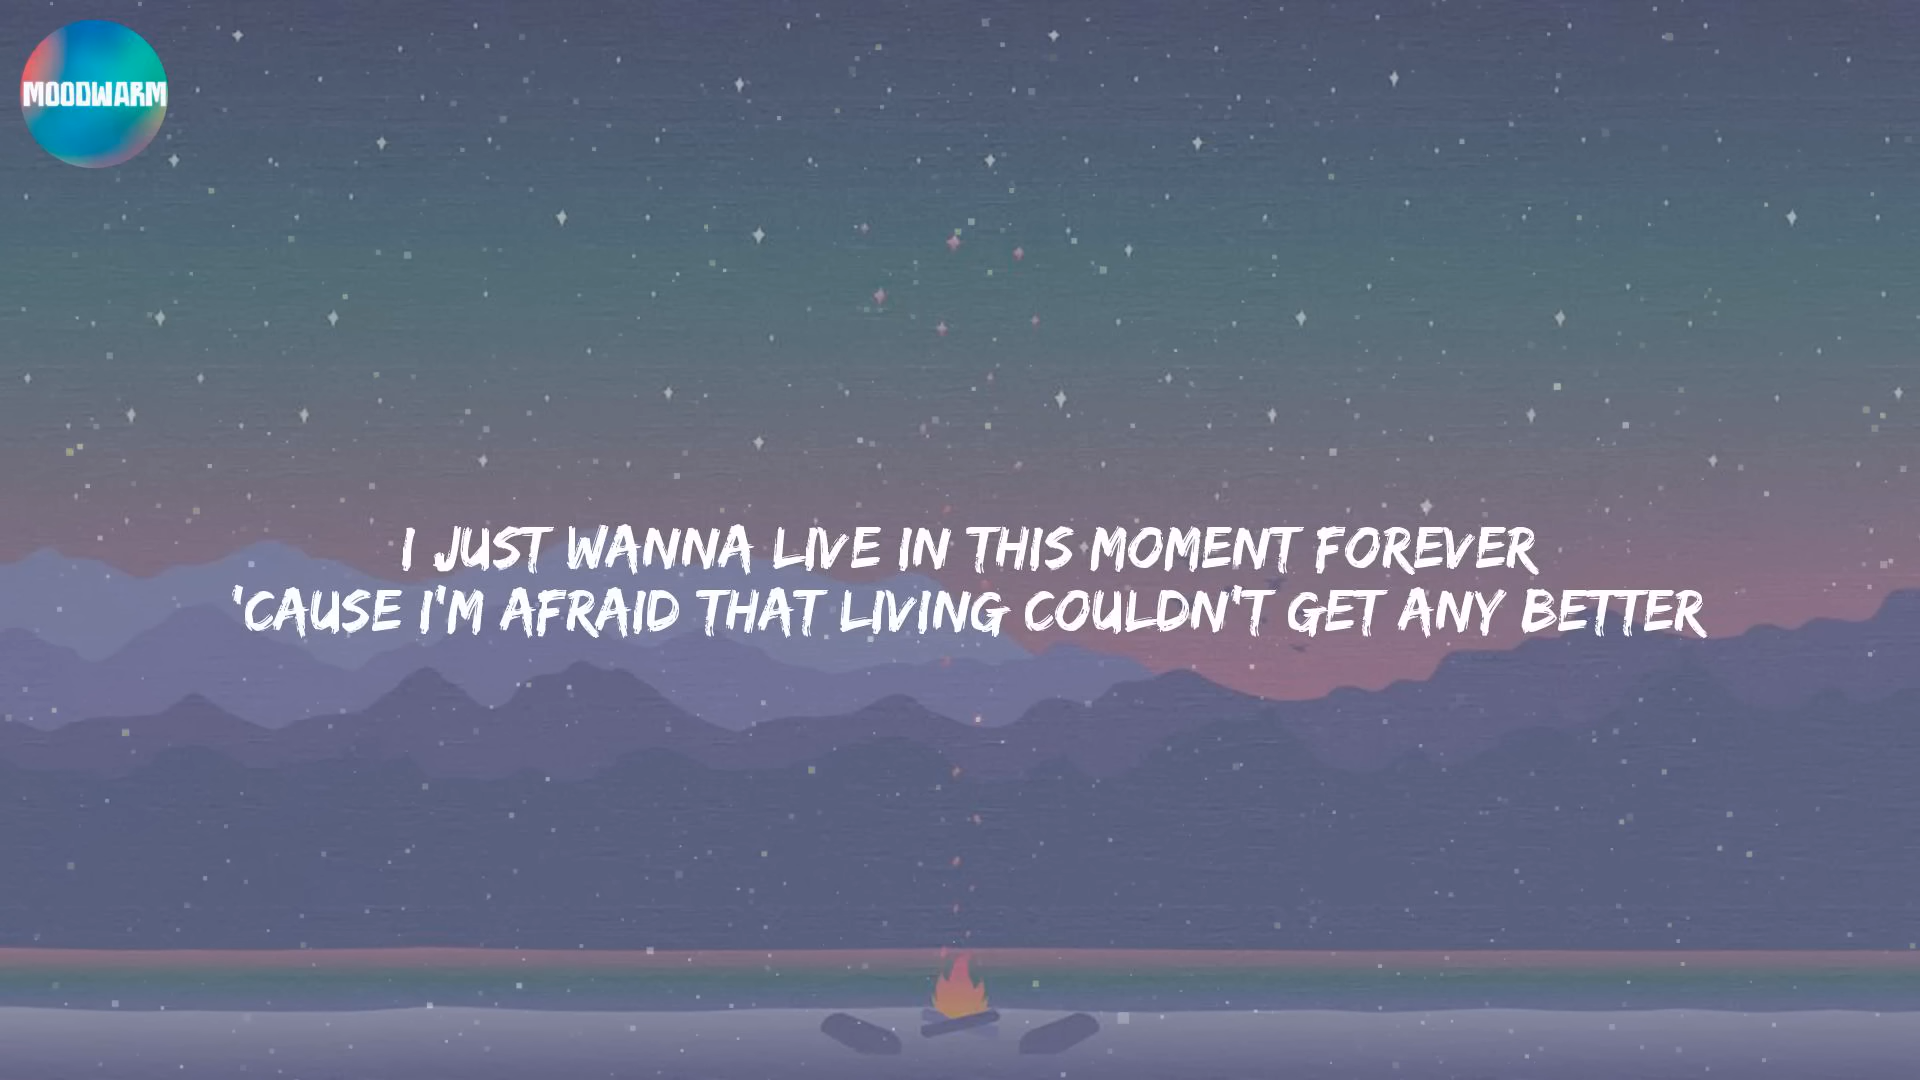 MOODWARM
I JUST WANNA LIVE IN THIS MOMENT FOREVER
'CAUSE I'M AFRAID THAT LIVING COULDN'T GET ANY BETTER